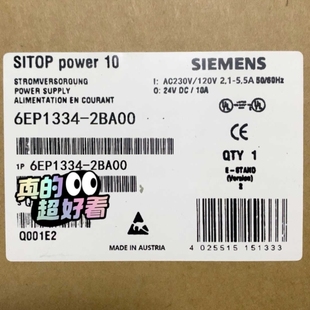 SITOP power 10
SIEMENS
STROMVERSORGUNG
POWER SUPPLY
ALIMENTATION EN COURANT
I: AC230V/120V 2,1-5,5A 50/60Hz
O: 24V DC / 10A
6EP1334-2BA00
1P 6EP1334-2BA00
QTY 1
E-STAND
(Version)
2
真的
超好看
Q001E2
MADE IN AUSTRIA
4 025515 151333